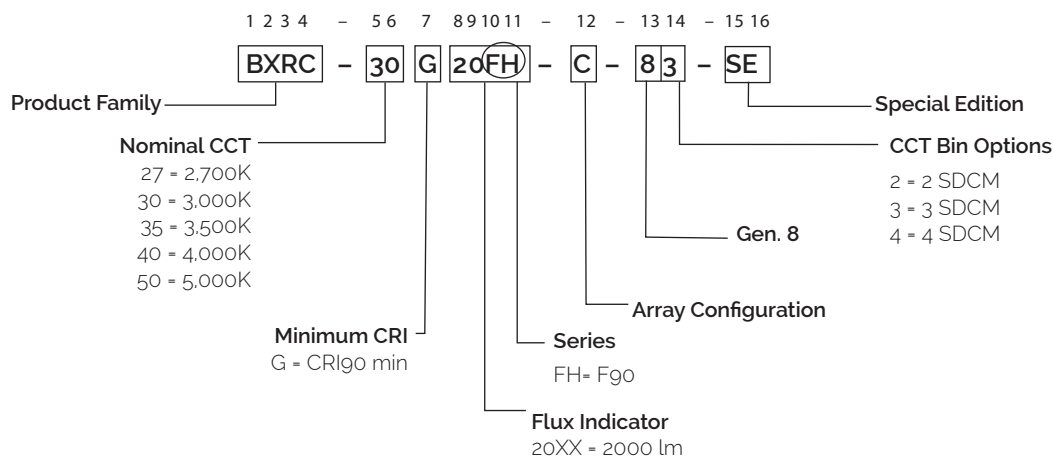 1 2 3 4 – 5 6 7 8 9 10 11 – 12 – 13 14 – 15 16
BXRC – 30 G 20FH – C – 8 3 – SE
Product Family
Special Edition
Nominal CCT
27 = 2,700K
30 = 3,000K
35 = 3,500K
40 = 4,000K
50 = 5,000K
CCT Bin Options
2 = 2 SDCM
3 = 3 SDCM
4 = 4 SDCM
Gen. 8
Array Configuration
Minimum CRI
G = CRI90 min
Series
FH= F90
Flux Indicator
20XX = 2000 lm